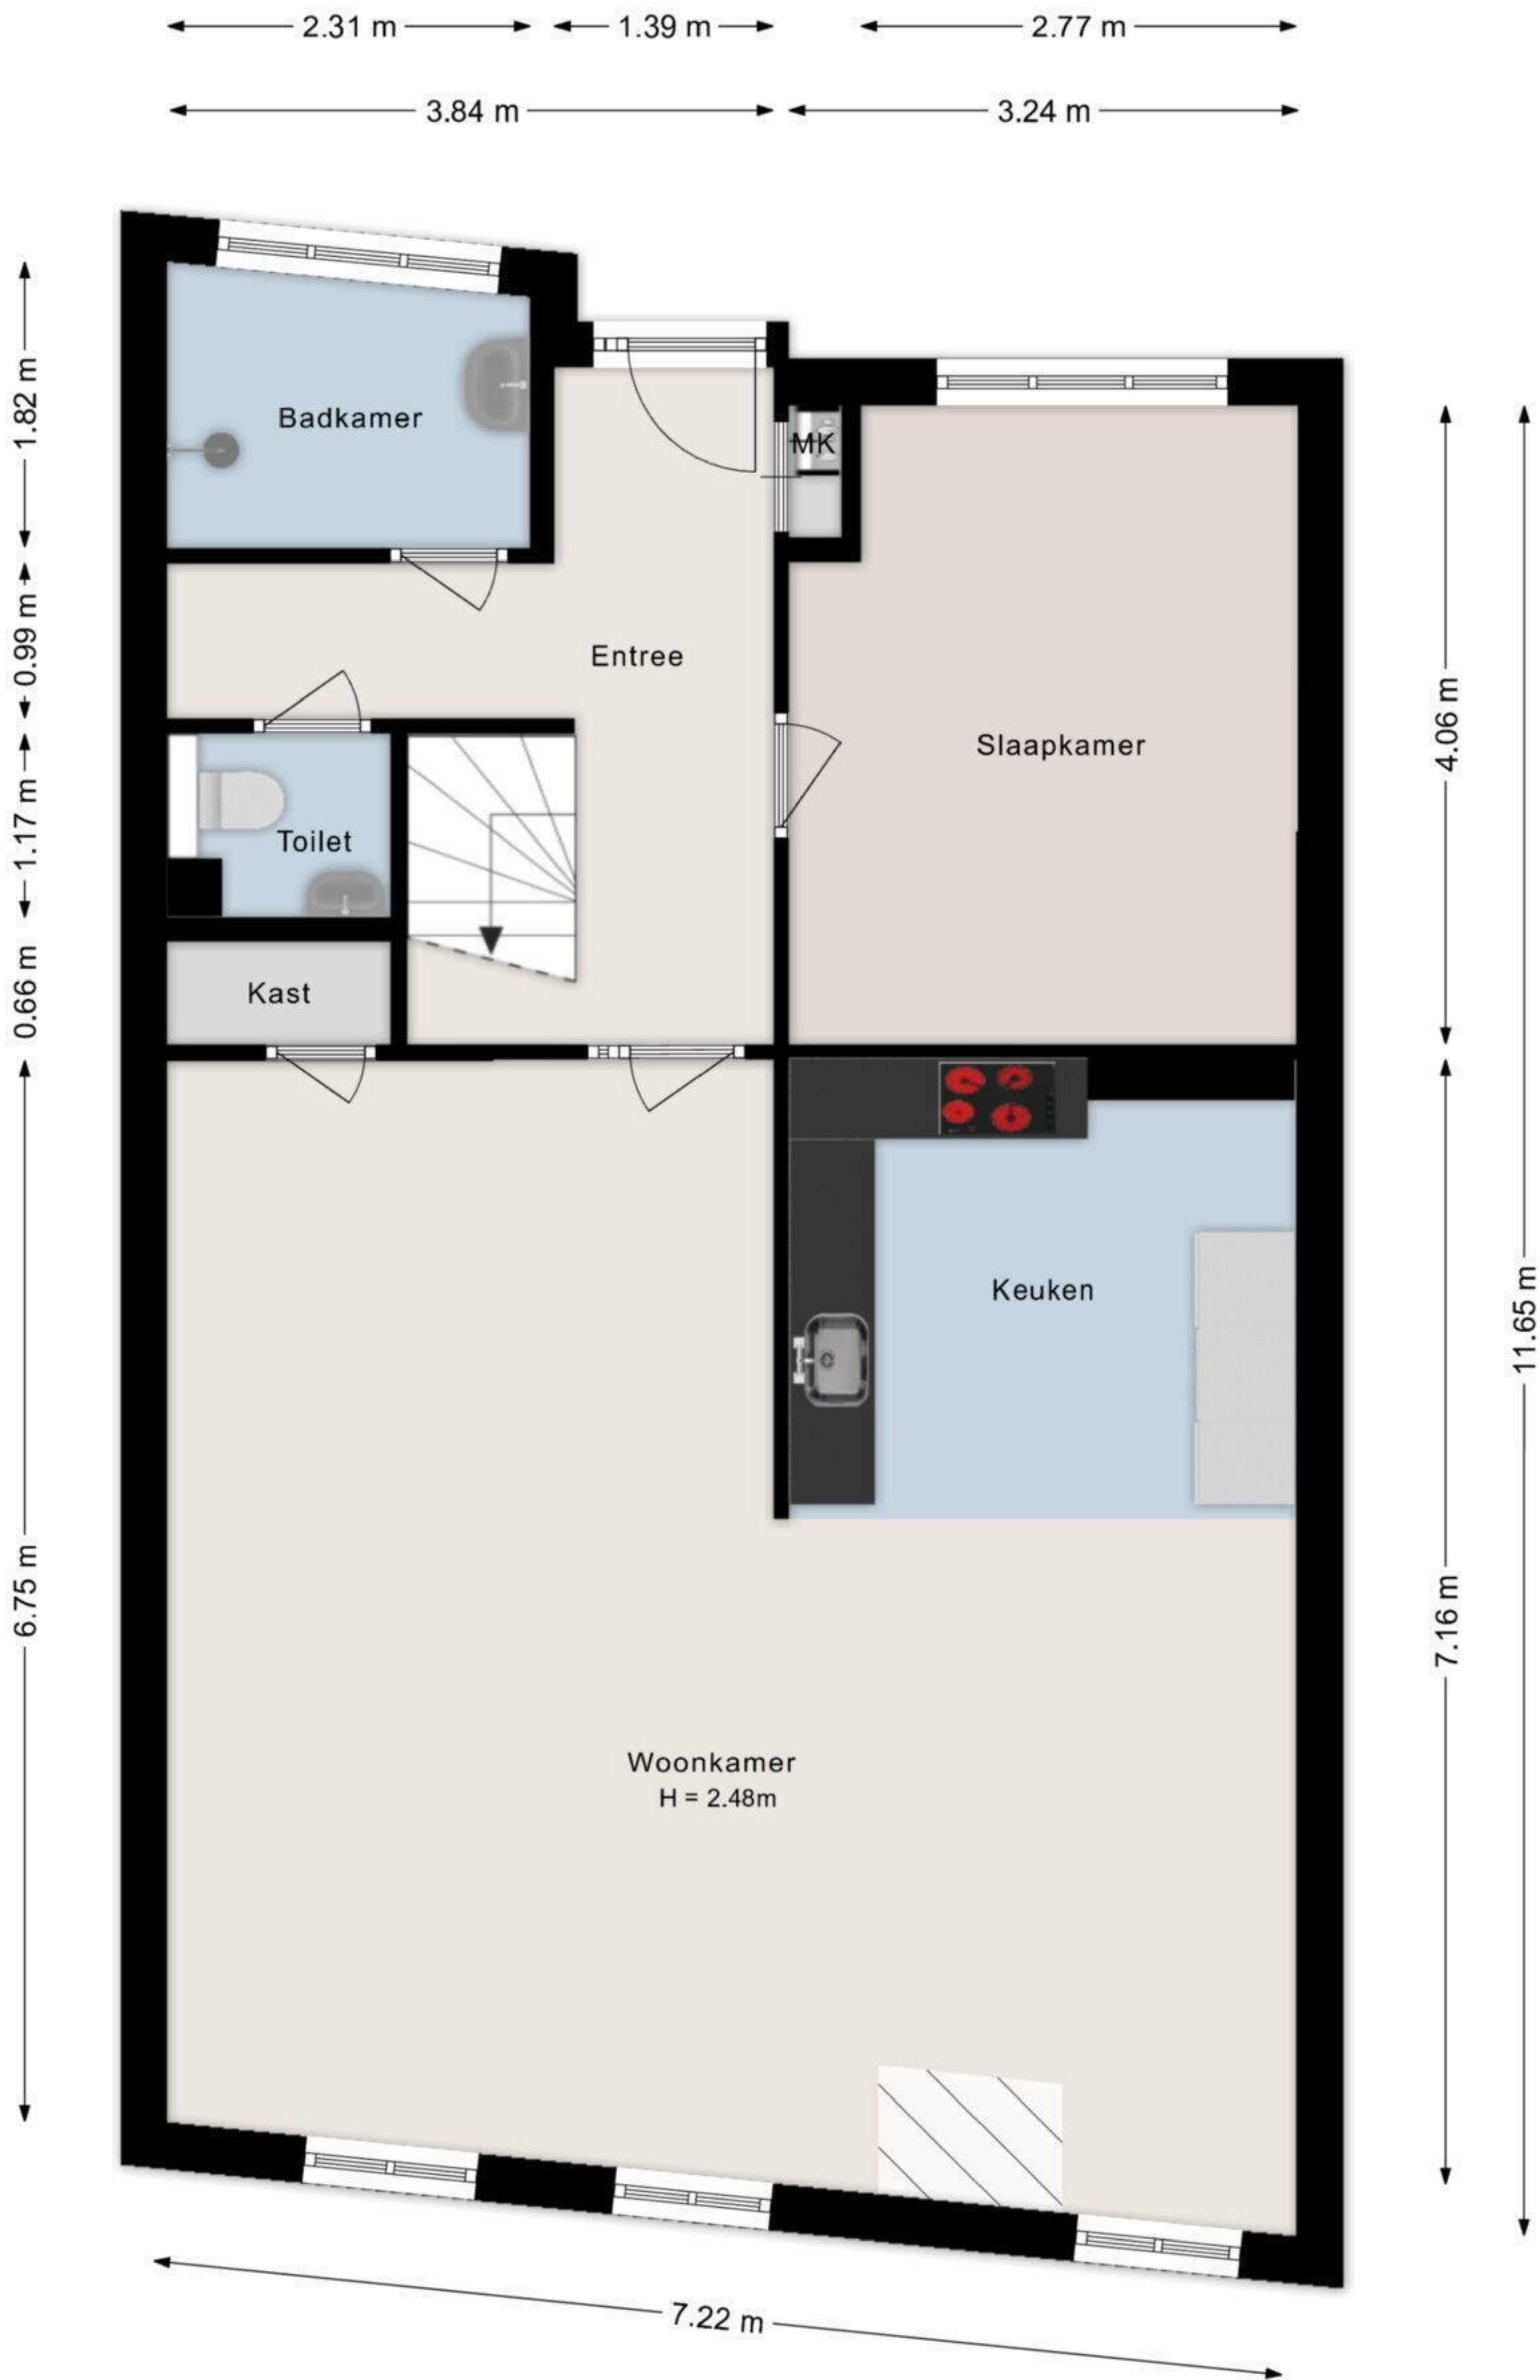 2.31 m
1.39 m
2.77 m
3.84 m
3.24 m
1.82 m
Badkamer
MK
0.99 m
Entree
4.06 m
Slaapkamer
1.17 m
Toilet
0.66 m
Kast
Keuken
11.65 m
6.75 m
7.16 m
Woonkamer
H = 2.48m
7.22 m